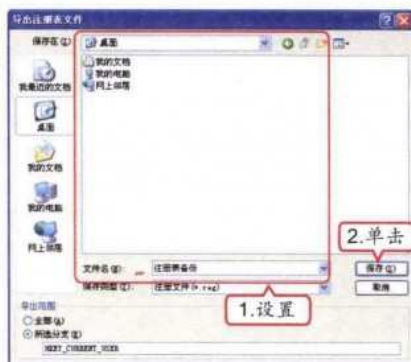 导出注册表文件
保存在(I): 桌面
我的文档
我的电脑
网上邻居
我最近的文档
桌面
我的文档
我的电脑
网上邻居
2.单击
文件名(N): 注册表备份 保存(S)
保存类型(T): 注册文件(*.reg) 取消
1.设置
导出范围
全部(A)
所选分支(E)
HKEY_CURRENT_USER